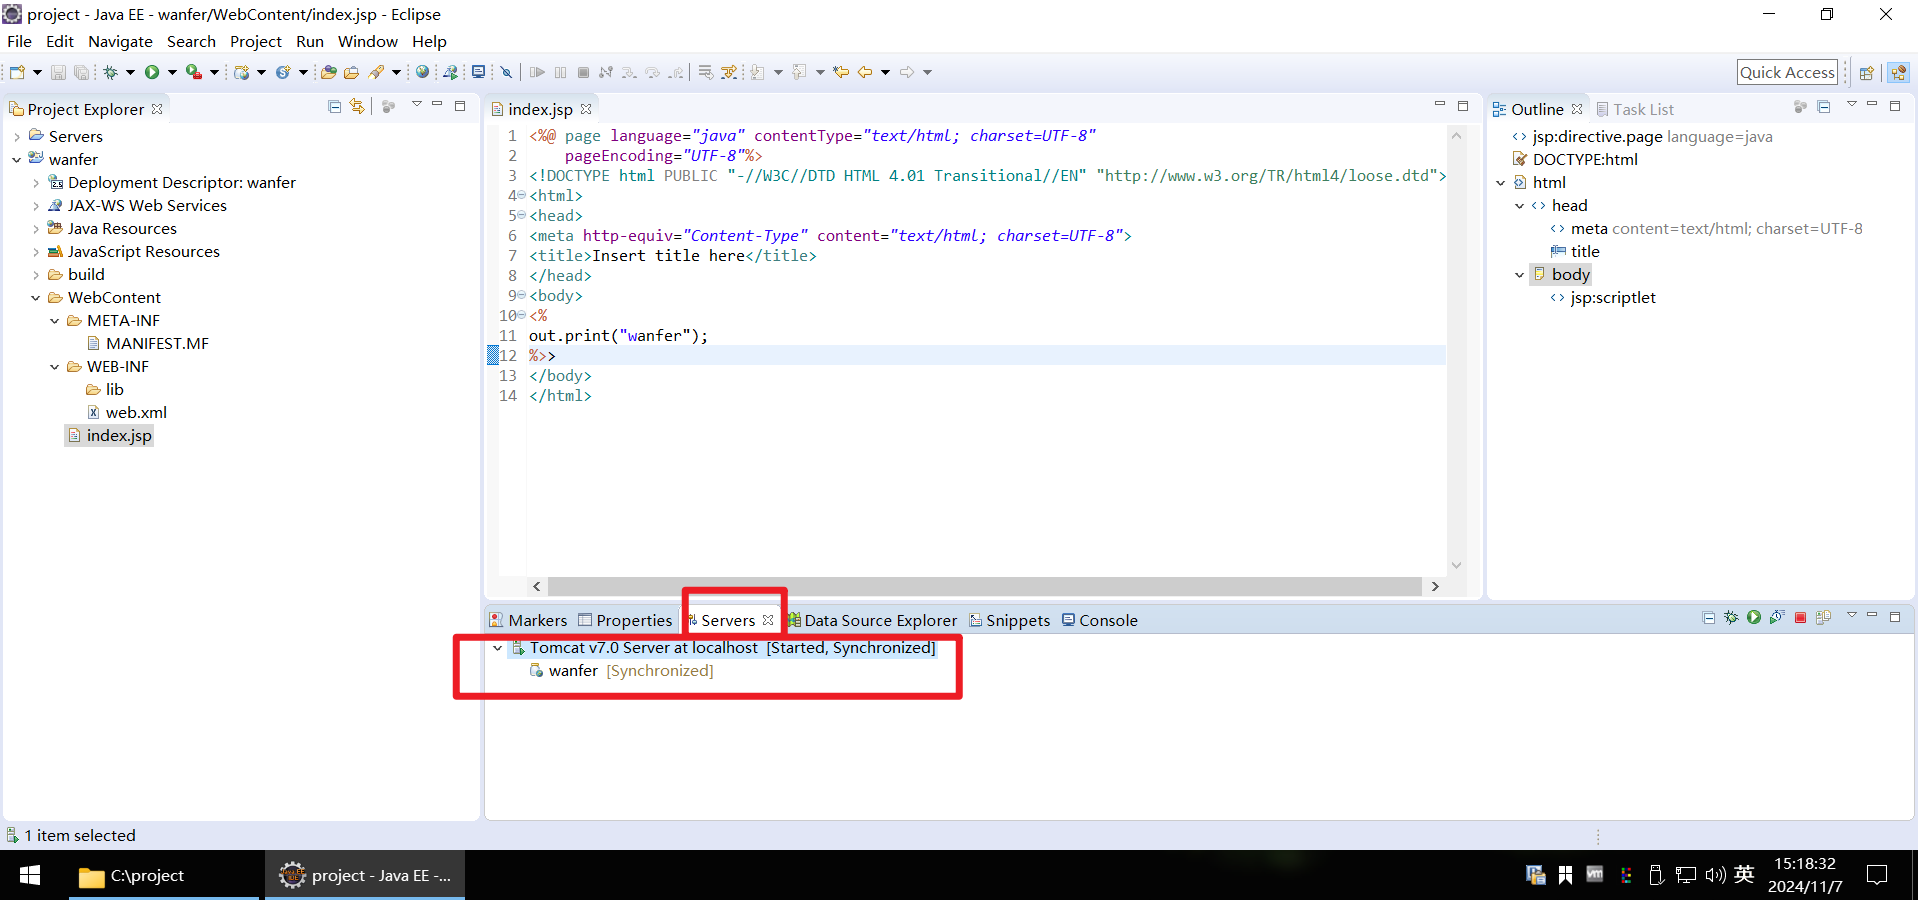 project - Java EE - wanfer/WebContent/index.jsp - Eclipse
File Edit Navigate Search Project Run Window Help
Quick Access
Project Explorer
Servers
wanfer
Deployment Descriptor: wanfer
JAX-WS Web Services
Java Resources
JavaScript Resources
build
WebContent
META-INF
MANIFEST.MF
WEB-INF
lib
web.xml
index.jsp
index.jsp
1 <%@ page language="java" contentType="text/html; charset=UTF-8"
2     pageEncoding="UTF-8"%>
3 <!DOCTYPE html PUBLIC "-//W3C//DTD HTML 4.01 Transitional//EN" "http://www.w3.org/TR/html4/loose.dtd">
4 <html>
5 <head>
6 <meta http-equiv="Content-Type" content="text/html; charset=UTF-8">
7 <title>Insert title here</title>
8 </head>
9 <body>
10 <%
11 out.print("wanfer");
12 %>>
13 </body>
14 </html>
Outline Task List
jsp:directive.page language=java
DOCTYPE:html
html
head
meta content=text/html; charset=UTF-8
title
body
jsp:scriptlet
Markers Properties Servers Data Source Explorer Snippets Console
Tomcat v7.0 Server at localhost [Started, Synchronized]
wanfer [Synchronized]
1 item selected
C:\project
project - Java EE -...
英
15:18:32
2024/11/7